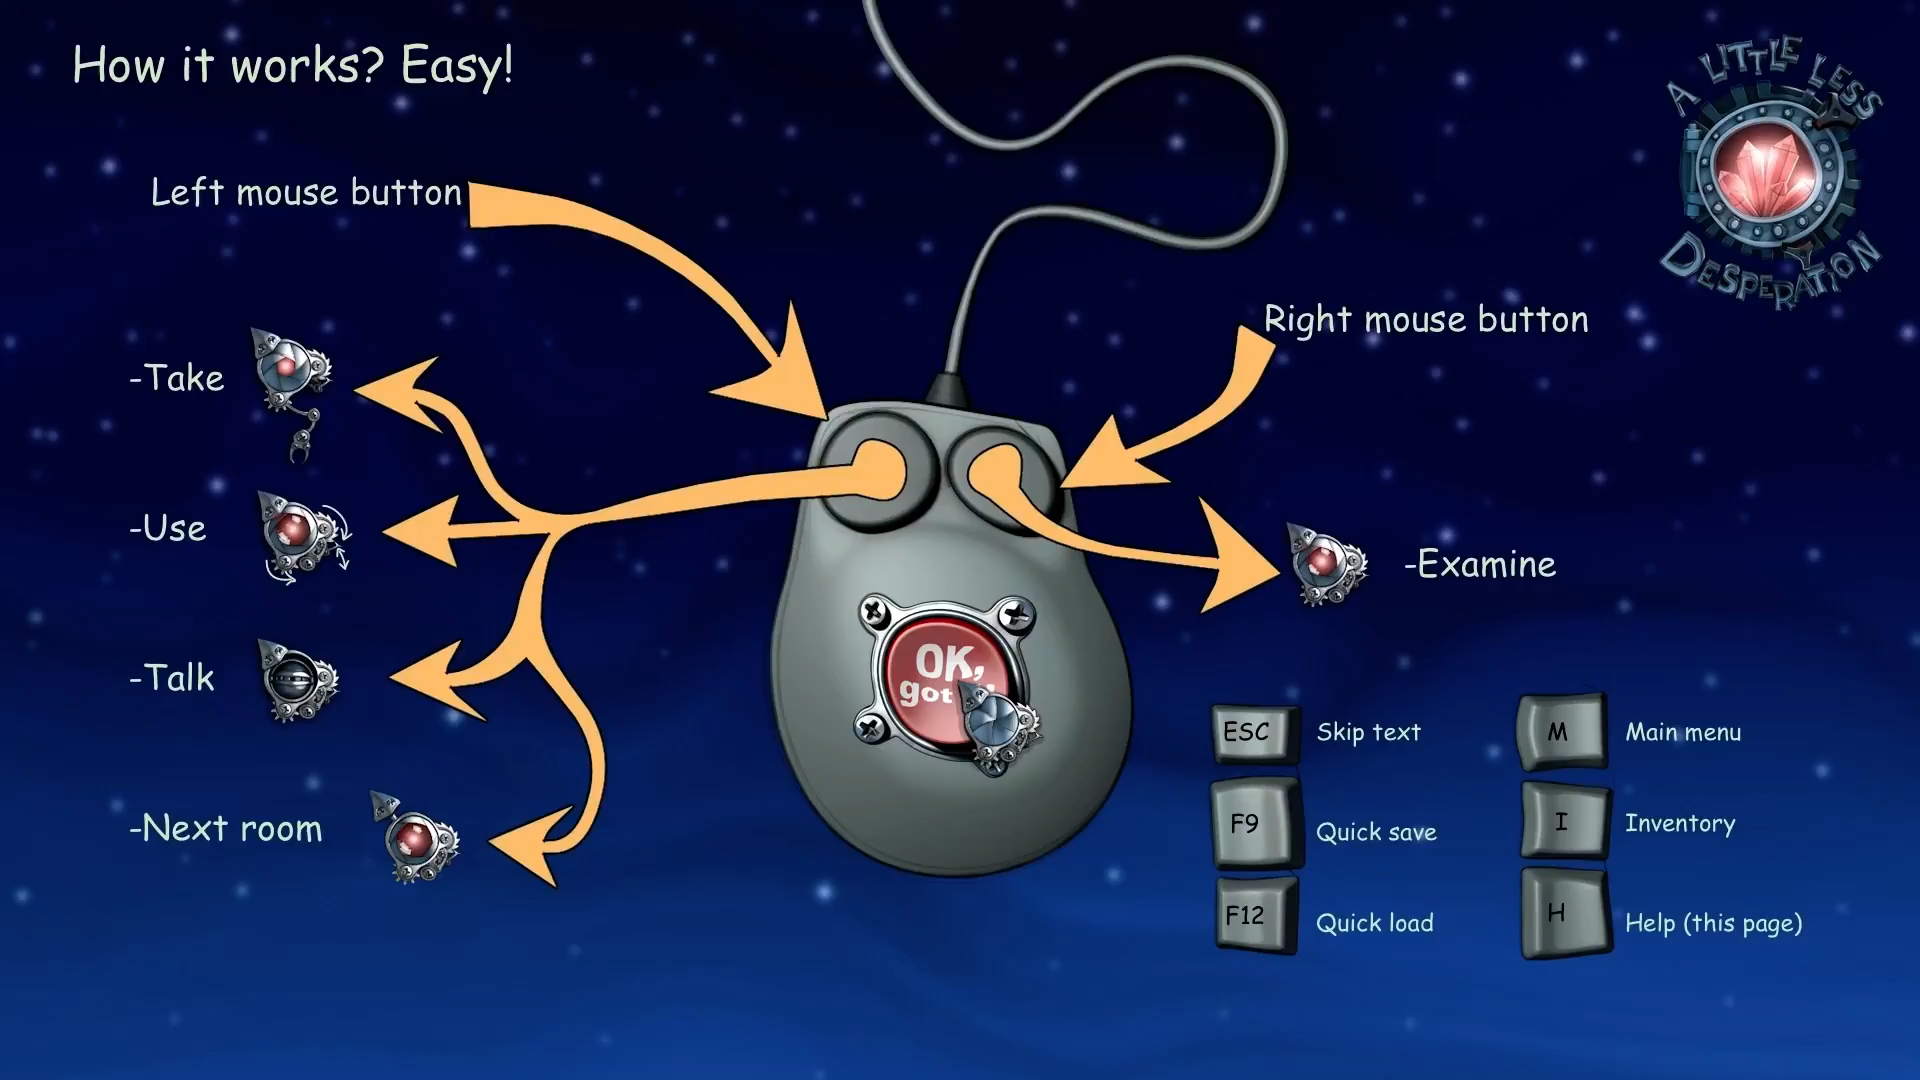 How it works? Easy!
A LITTLE LESS
DESPERATION
Left mouse button
Right mouse button
-Take
-Use
-Talk
-Next room
-Examine
OK,
got
ESC Skip text
F9 Quick save
F12 Quick load
M Main menu
I Inventory
H Help (this page)